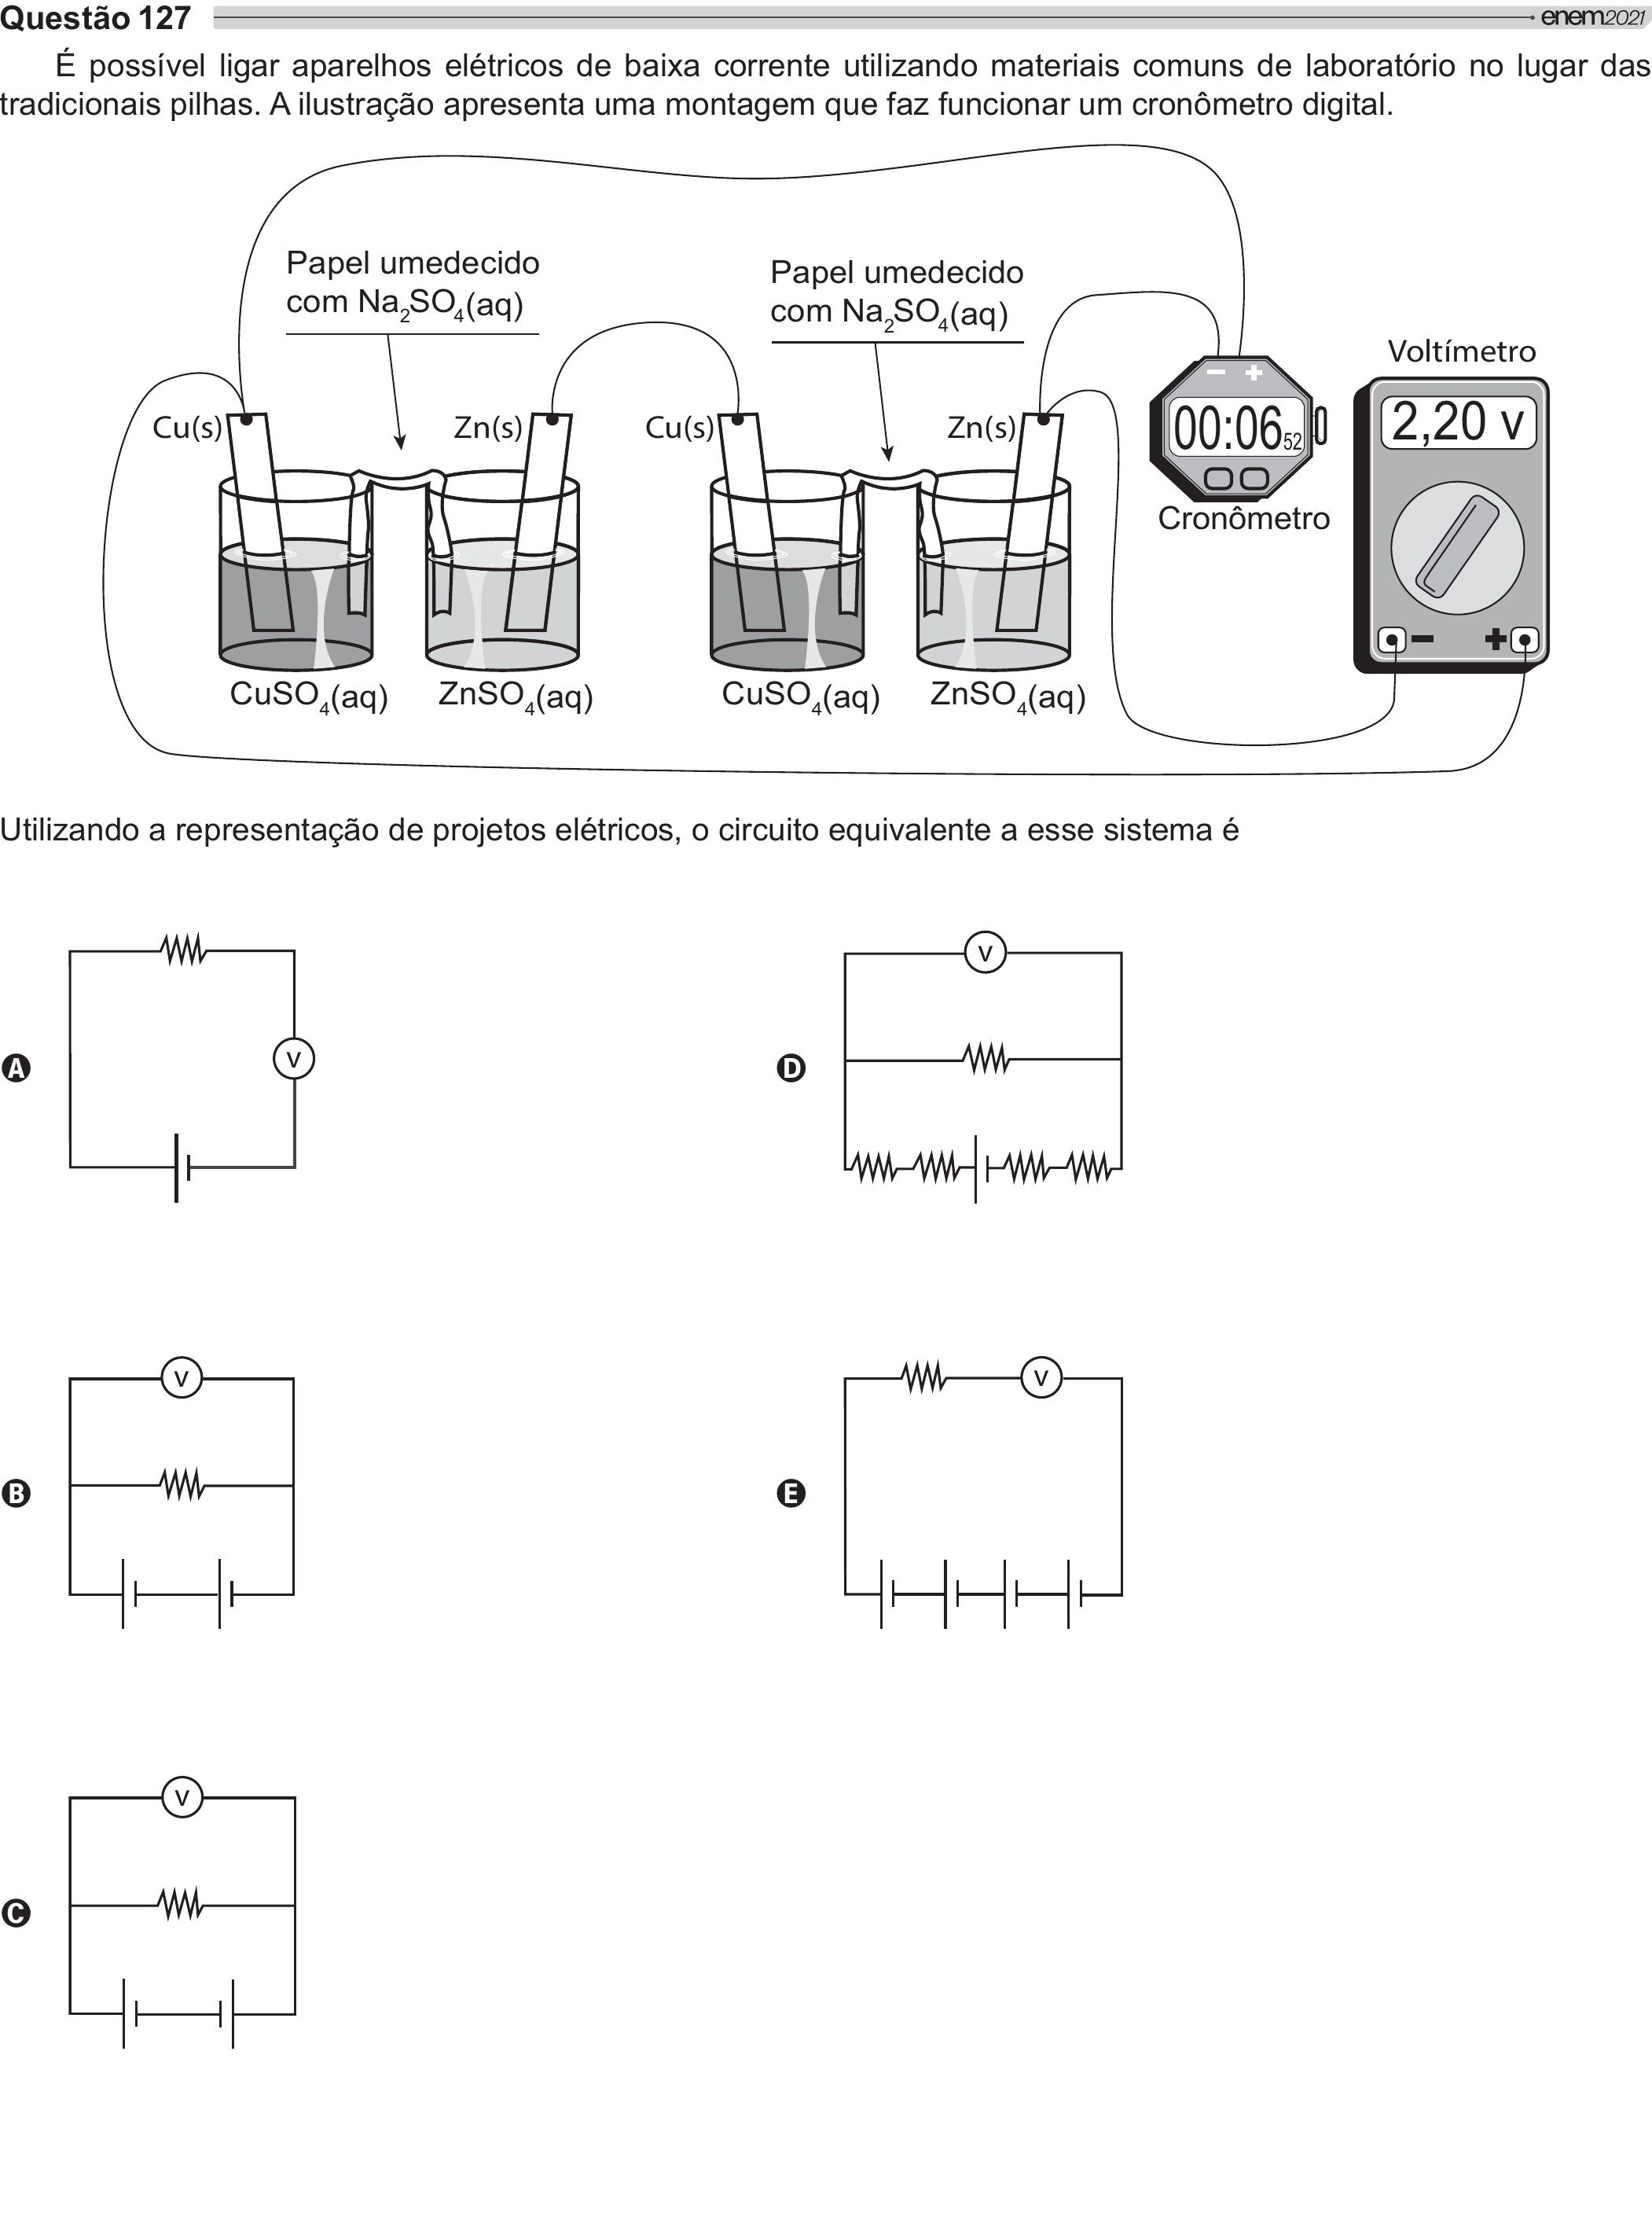 Questão 127
enem2021
É possível ligar aparelhos elétricos de baixa corrente utilizando materiais comuns de laboratório no lugar das
tradicionais pilhas. A ilustração apresenta uma montagem que faz funcionar um cronômetro digital.
Papel umedecido
com Na₂SO₄(aq)
Papel umedecido
com Na₂SO₄(aq)
Voltímetro
Cu(s)
Zn(s)
Cu(s)
Zn(s)
− +
00:06 52
2,20 v
Cronômetro
− +
CuSO₄(aq)
ZnSO₄(aq)
CuSO₄(aq)
ZnSO₄(aq)
Utilizando a representação de projetos elétricos, o circuito equivalente a esse sistema é
A
V
B
V
C
V
D
V
E
V